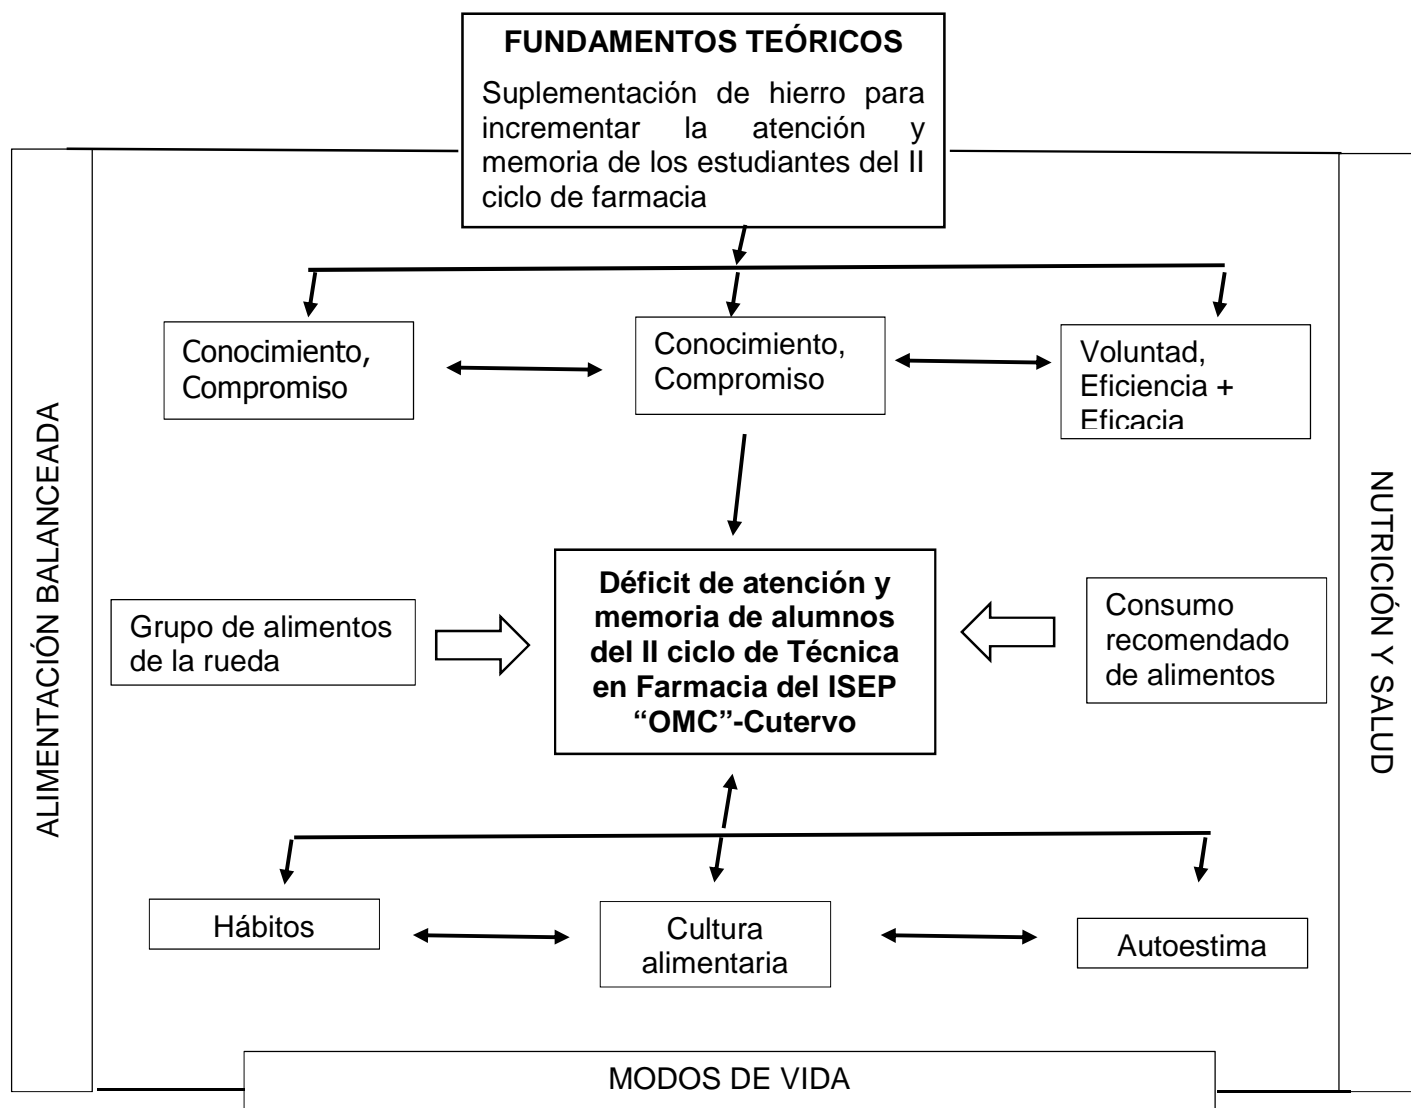 FUNDAMENTOS TEÓRICOS
Suplementación de hierro para
incrementar la atención y
memoria de los estudiantes del II
ciclo de farmacia
Conocimiento,
Compromiso
Conocimiento,
Compromiso
Voluntad,
Eficiencia +
Eficacia
ALIMENTACIÓN BALANCEADA
NUTRICIÓN Y SALUD
Grupo de alimentos
de la rueda
Déficit de atención y
memoria de alumnos
del II ciclo de Técnica
en Farmacia del ISEP
“OMC”-Cutervo
Consumo
recomendado
de alimentos
Hábitos
Cultura
alimentaria
Autoestima
MODOS DE VIDA